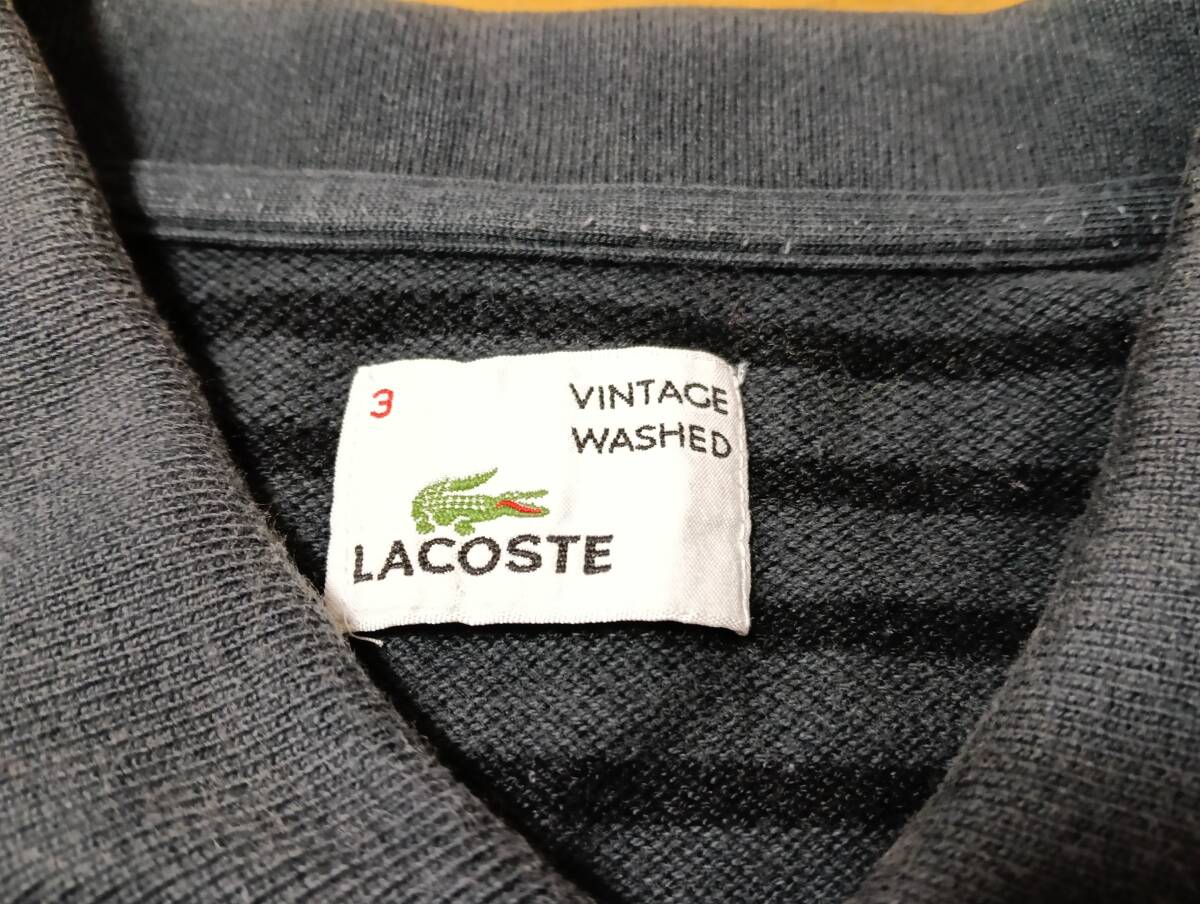 3
VINTAGE
WASHED
LACOSTE